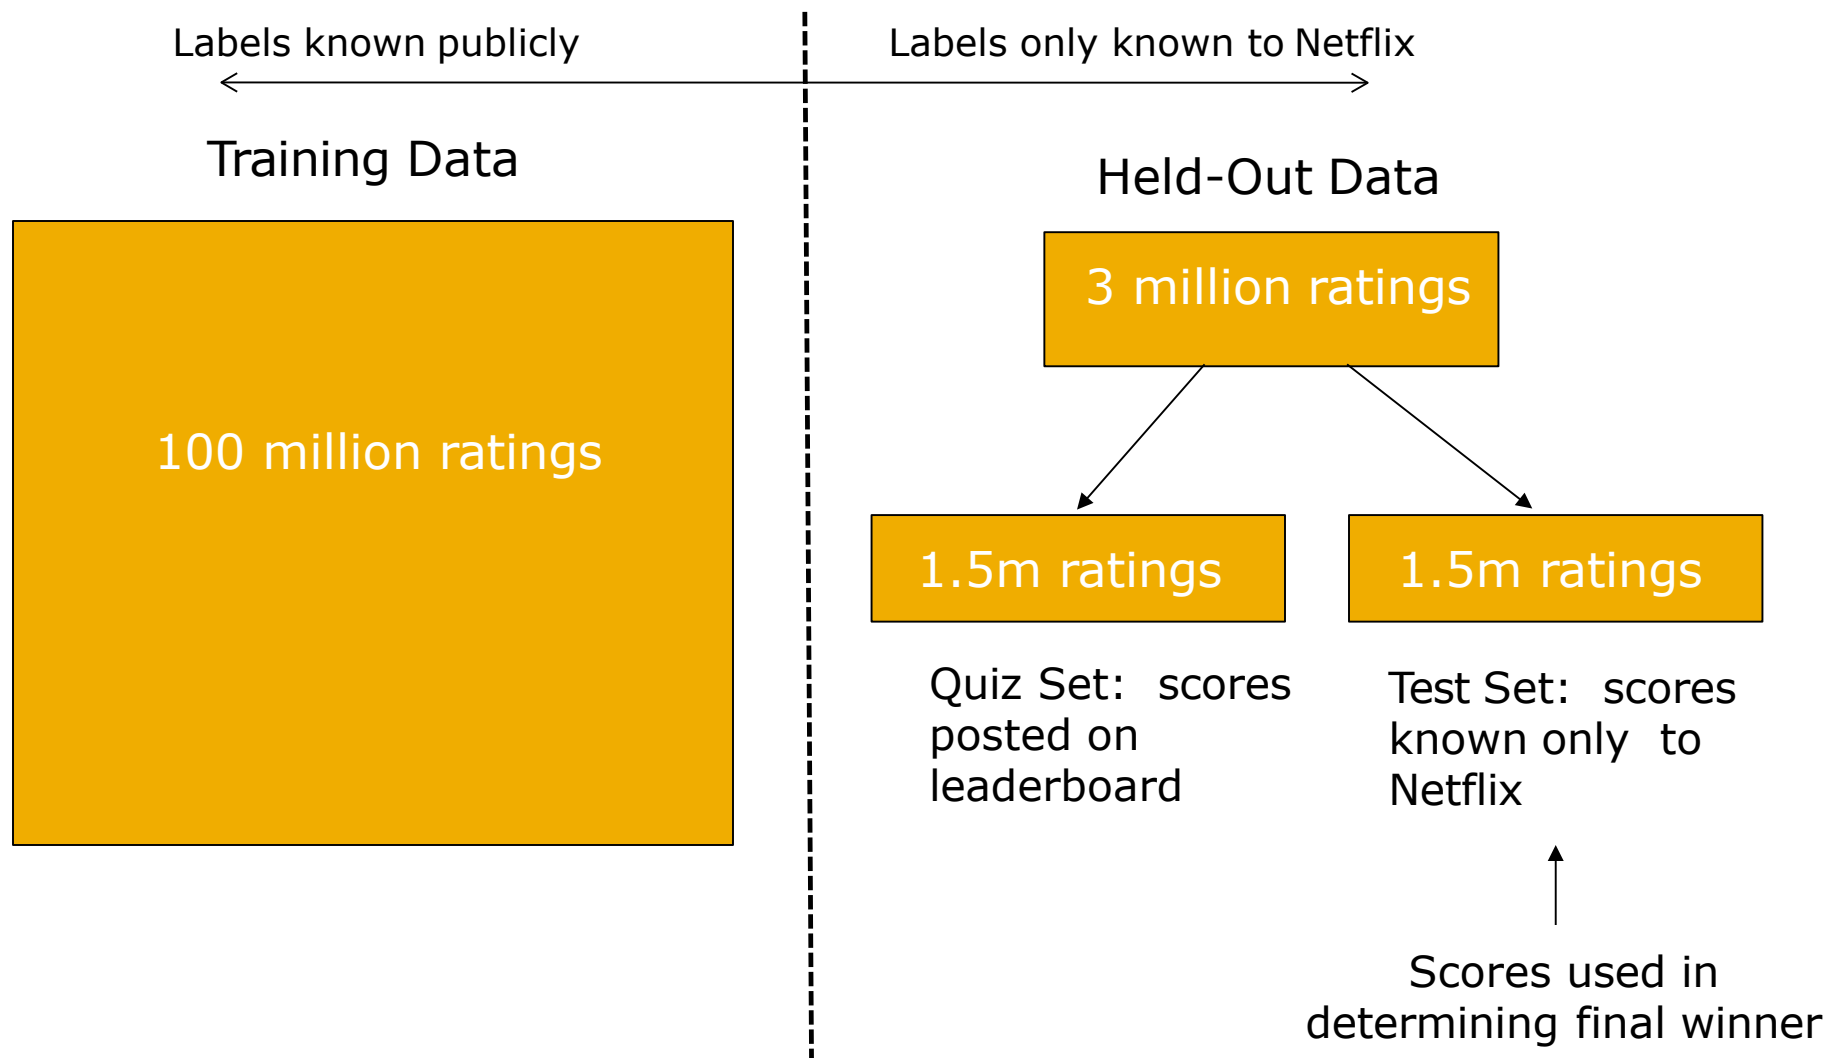 Labels known publicly
Labels only known to Netflix
Training Data
Held-Out Data
3 million ratings
100 million ratings
1.5m ratings
1.5m ratings
Quiz Set: scores
posted on
leaderboard
Test Set: scores
known only to
Netflix
Scores used in
determining final winner